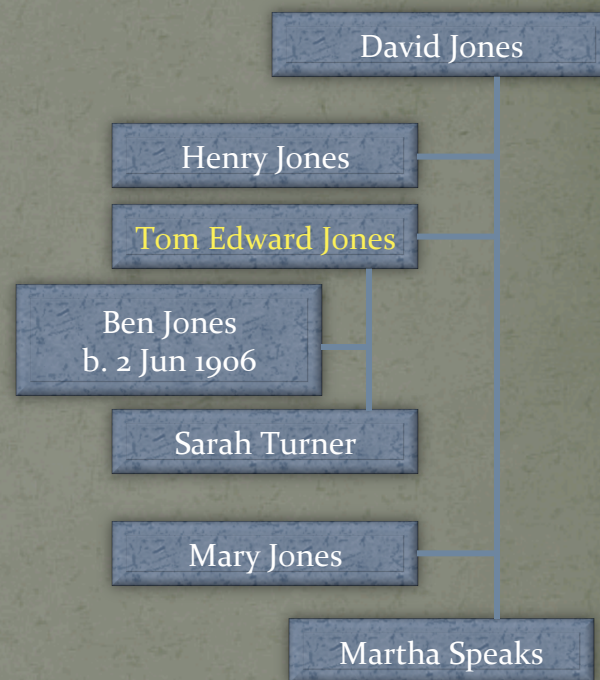 David Jones
Henry Jones
Tom Edward Jones
Ben Jones
b. 2 Jun 1906
Sarah Turner
Mary Jones
Martha Speaks